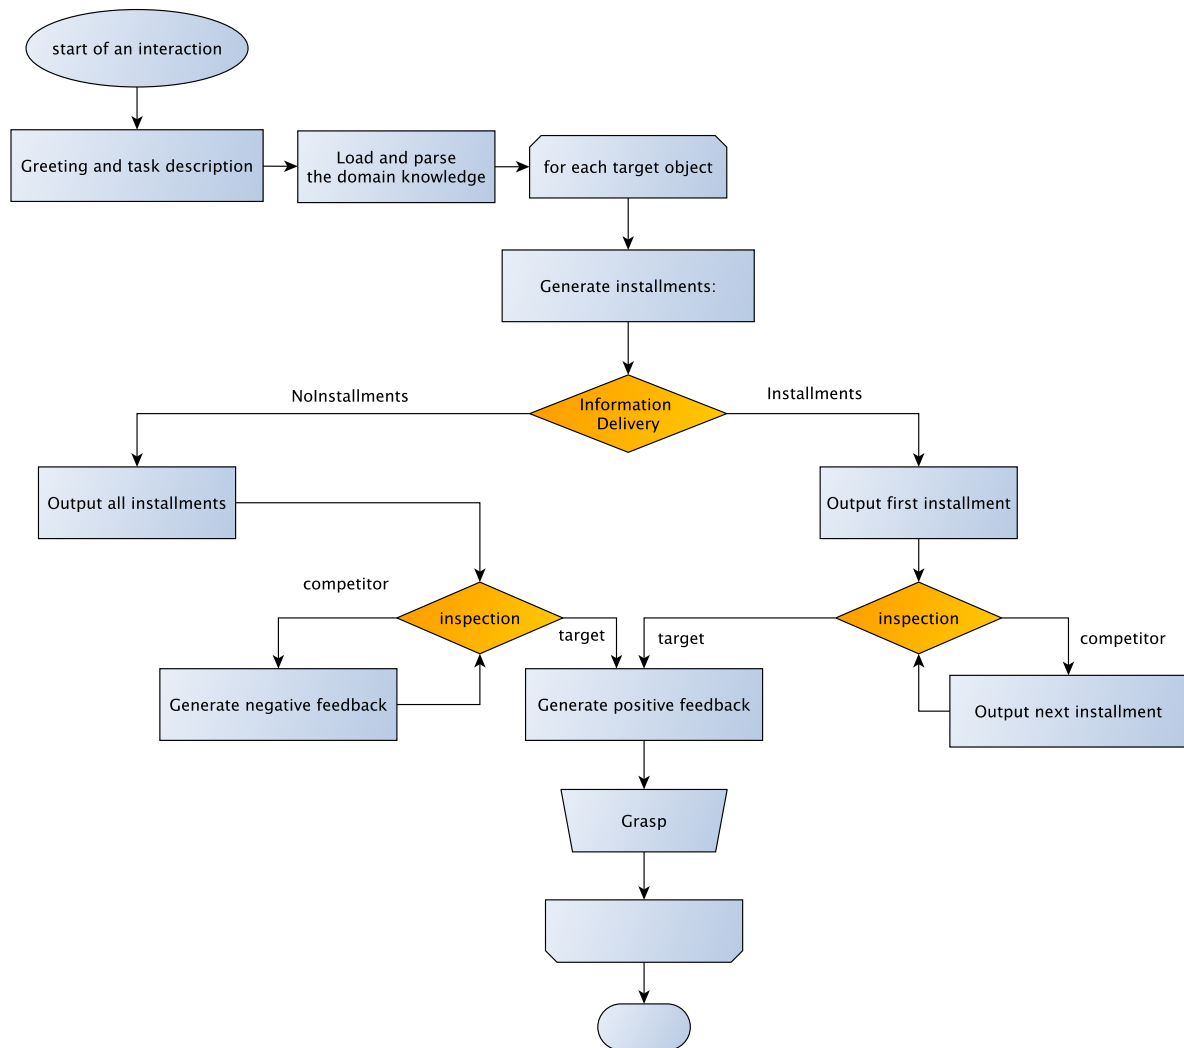 start of an interaction
Greeting and task description
Load and parse
the domain knowledge
for each target object
Generate installments:
Information
Delivery
NoInstallments
Installments
Output all installments
Output first installment
competitor
inspection
target
target
inspection
competitor
Generate negative feedback
Generate positive feedback
Output next installment
Grasp